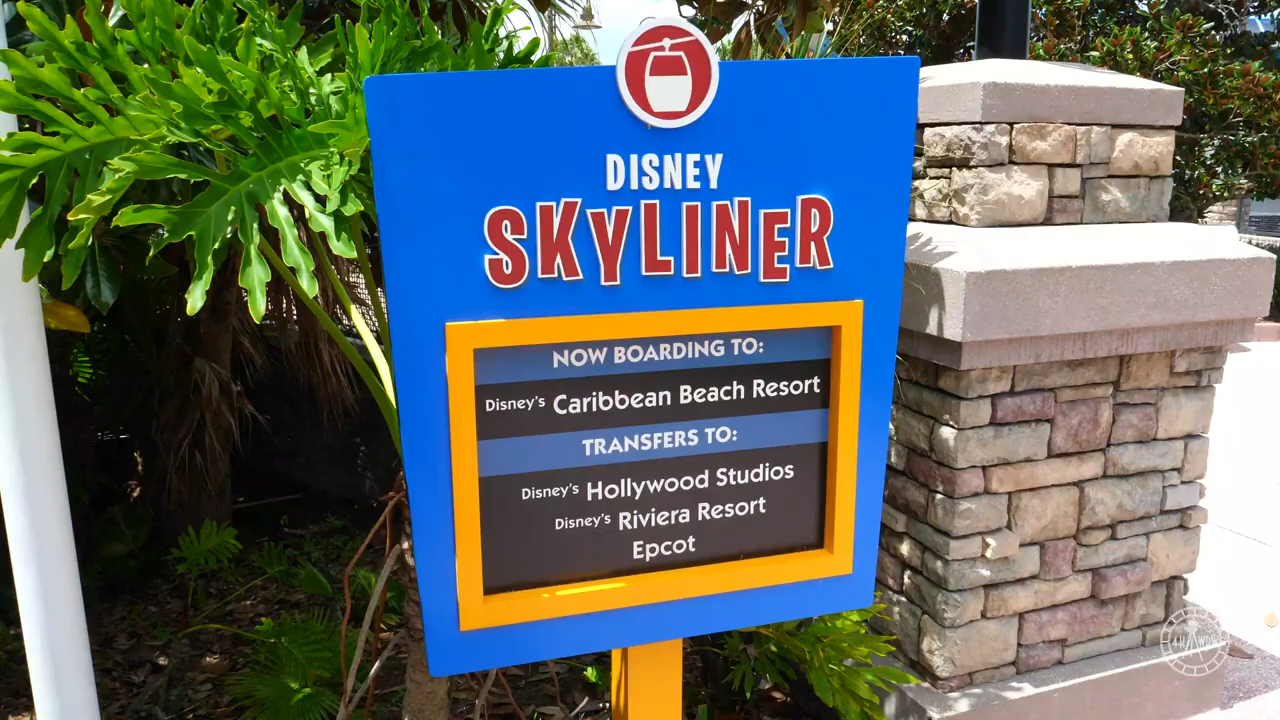 DISNEY
SKYLINER
NOW BOARDING TO:
Disney's Caribbean Beach Resort
TRANSFERS TO:
Disney's Hollywood Studios
Disney's Riviera Resort
Epcot